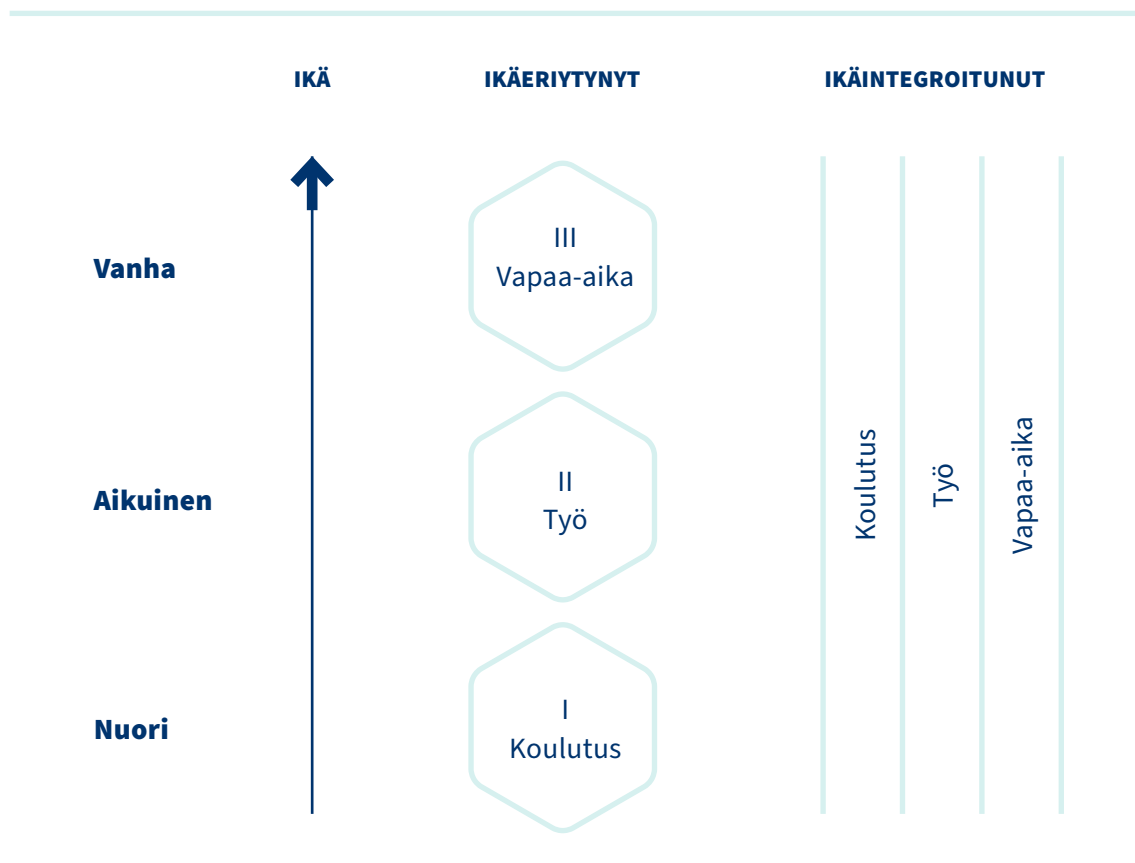 IKÄ
IKÄERIYTYNYT
IKÄINTEGROITUNUT
Vanha
III
Vapaa-aika
Aikuinen
II
Työ
Nuori
I
Koulutus
Koulutus
Työ
Vapaa-aika